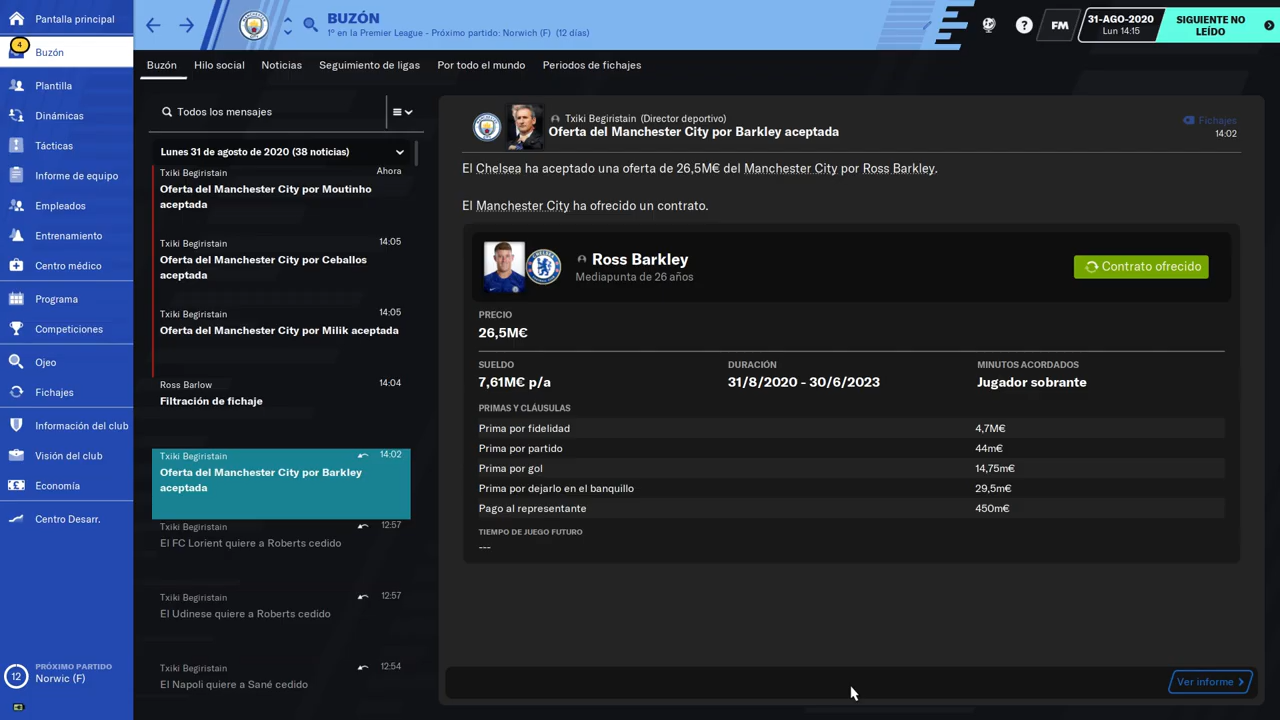 Pantalla principal
4
Buzón
Plantilla
Dinámicas
Tácticas
Informe de equipo
Empleados
Entrenamiento
Centro médico
Programa
Competiciones
Ojeo
Fichajes
Información del club
Visión del club
Economía
Centro Desarr.
12
PRÓXIMO PARTIDO
Norwic (F)
BUZÓN
1º en la Premier League - Próximo partido: Norwich (F) (12 días)
?
FM
31-AGO-2020
Lun 14:15
SIGUIENTE NO LEÍDO
Buzón Hilo social Noticias Seguimiento de ligas Por todo el mundo Periodos de fichajes
Todos los mensajes
Lunes 31 de agosto de 2020 (38 noticias)
Txiki Begiristain Ahora
Oferta del Manchester City por Moutinho
aceptada
Txiki Begiristain 14:05
Oferta del Manchester City por Ceballos
aceptada
Txiki Begiristain 14:05
Oferta del Manchester City por Milik aceptada
Ross Barlow 14:04
Filtración de fichaje
Txiki Begiristain 14:02
Oferta del Manchester City por Barkley
aceptada
Txiki Begiristain 12:57
El FC Lorient quiere a Roberts cedido
Txiki Begiristain 12:57
El Udinese quiere a Roberts cedido
Txiki Begiristain 12:54
El Napoli quiere a Sané cedido
Txiki Begiristain (Director deportivo)
Oferta del Manchester City por Barkley aceptada
Fichajes
14:02
El Chelsea ha aceptado una oferta de 26,5M€ del Manchester City por Ross Barkley.
El Manchester City ha ofrecido un contrato.
Ross Barkley
Mediapunta de 26 años
Contrato ofrecido
PRECIO
26,5M€
SUELDO DURACIÓN MINUTOS ACORDADOS
7,61M€ p/a 31/8/2020 - 30/6/2023 Jugador sobrante
PRIMAS Y CLÁUSULAS
Prima por fidelidad 4,7M€
Prima por partido 44m€
Prima por gol 14,75m€
Prima por dejarlo en el banquillo 29,5m€
Pago al representante 450m€
TIEMPO DE JUEGO FUTURO
---
Ver informe